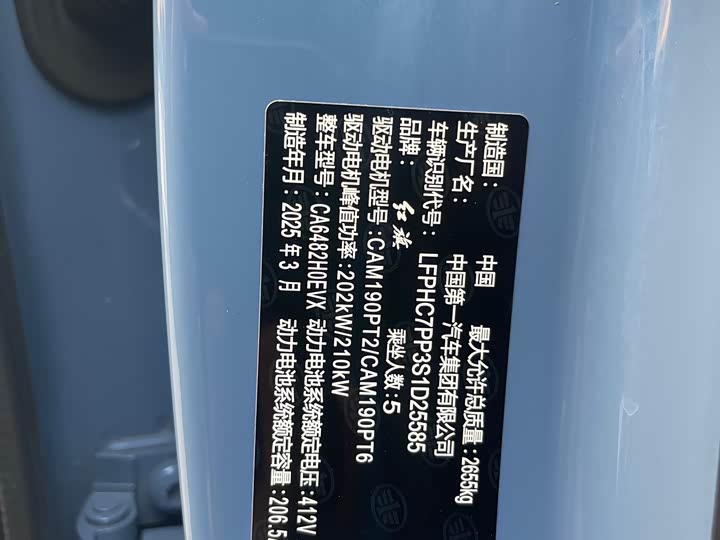 制造国： 中国 最大允许总质量：2655kg
生产厂名： 中国第一汽车集团有限公司
车辆识别代号： LFPHC7PP3S1D25585
品牌： 红旗 乘坐人数：5
驱动电机型号：CAM190PT2/CAM190PT6
驱动电机峰值功率：202kW/210kW
整车型号：CA6482H0EVX 动力电池系统额定电压：412V
制造年月：2025 年 3 月 动力电池系统额定容量：206.5